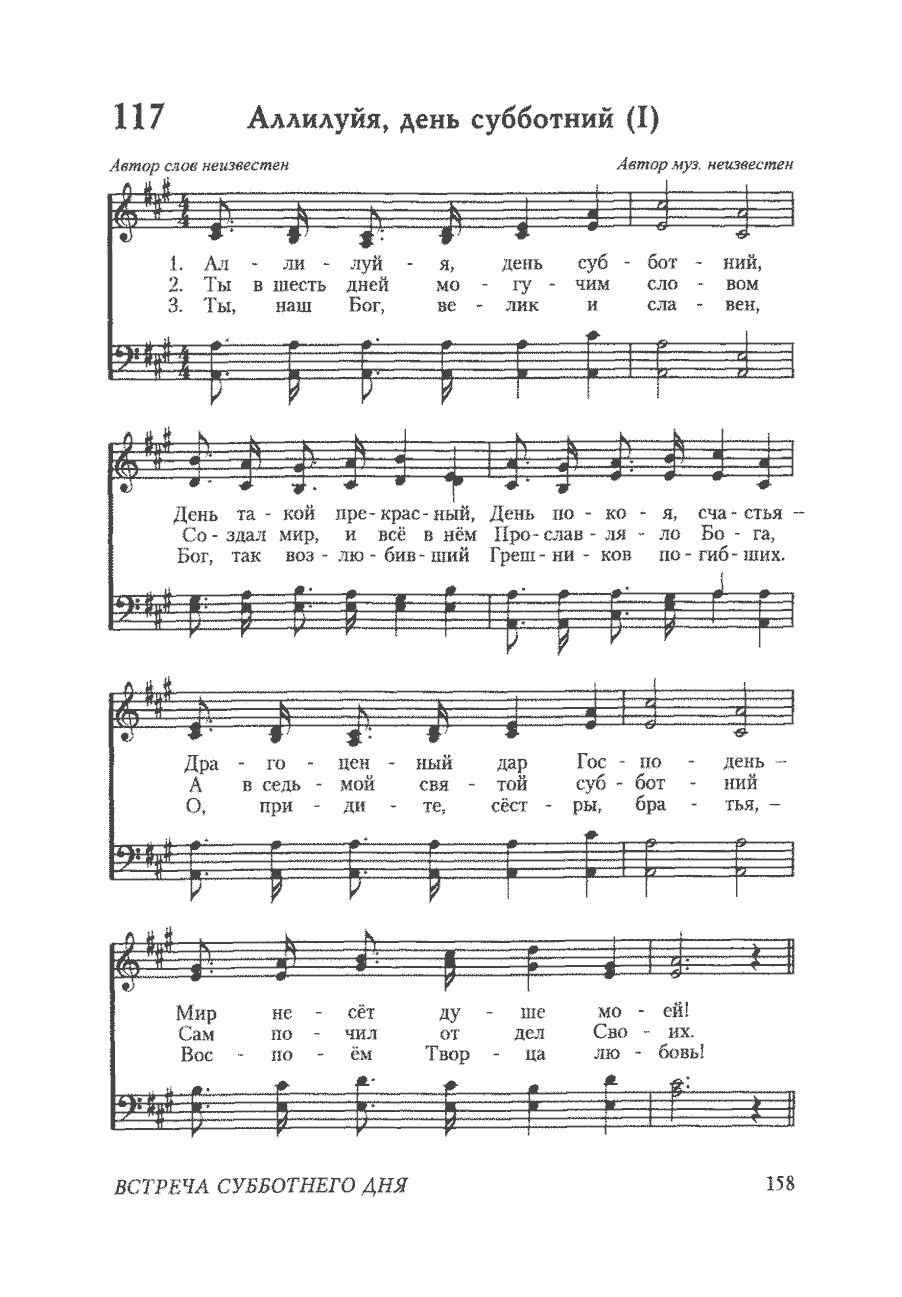 117 Аллилуйя, день субботний (I)
Автор слов неизвестен Автор муз. неизвестен
1. Ал - ли - луй - я, день суб - бот - ний,
2. Ты в шесть дней мо - гу - чим сло - вом
3. Ты, наш Бог, ве - лик и сла - вен,
День та - кой пре - крас - ный, День по - ко - я, сча - стья –
Со - здал мир, и всё в нём Про - слав - ля - ло Бо - га,
Бог, так воз - лю - бив - ший Греш - ни - ков по - гиб - ших.
Дра - го - цен - ный дар Гос - по - день –
А в седь - мой свя - той суб - бот - ний
О, при - ди - те, сёст - ры, бра - тья, –
Мир не - сёт ду - ше мо - ей!
Сам по - чил от дел Сво - их.
Вос - по - ём Твор - ца лю - бовь!
ВСТРЕЧА СУББОТНЕГО ДНЯ 158